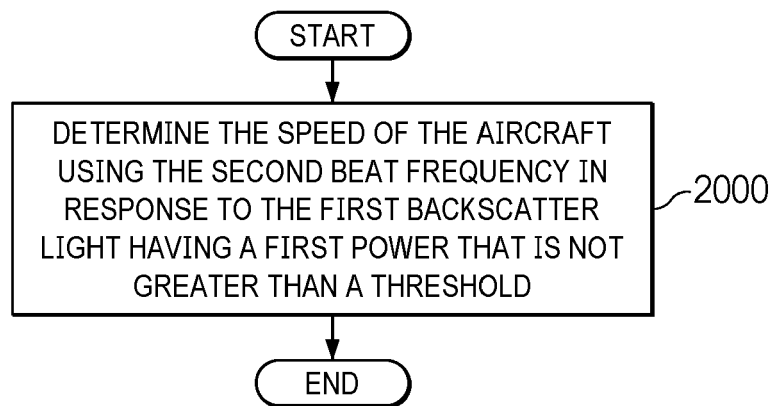 START
DETERMINE THE SPEED OF THE AIRCRAFT
USING THE SECOND BEAT FREQUENCY IN
RESPONSE TO THE FIRST BACKSCATTER
LIGHT HAVING A FIRST POWER THAT IS NOT
GREATER THAN A THRESHOLD
2000
END